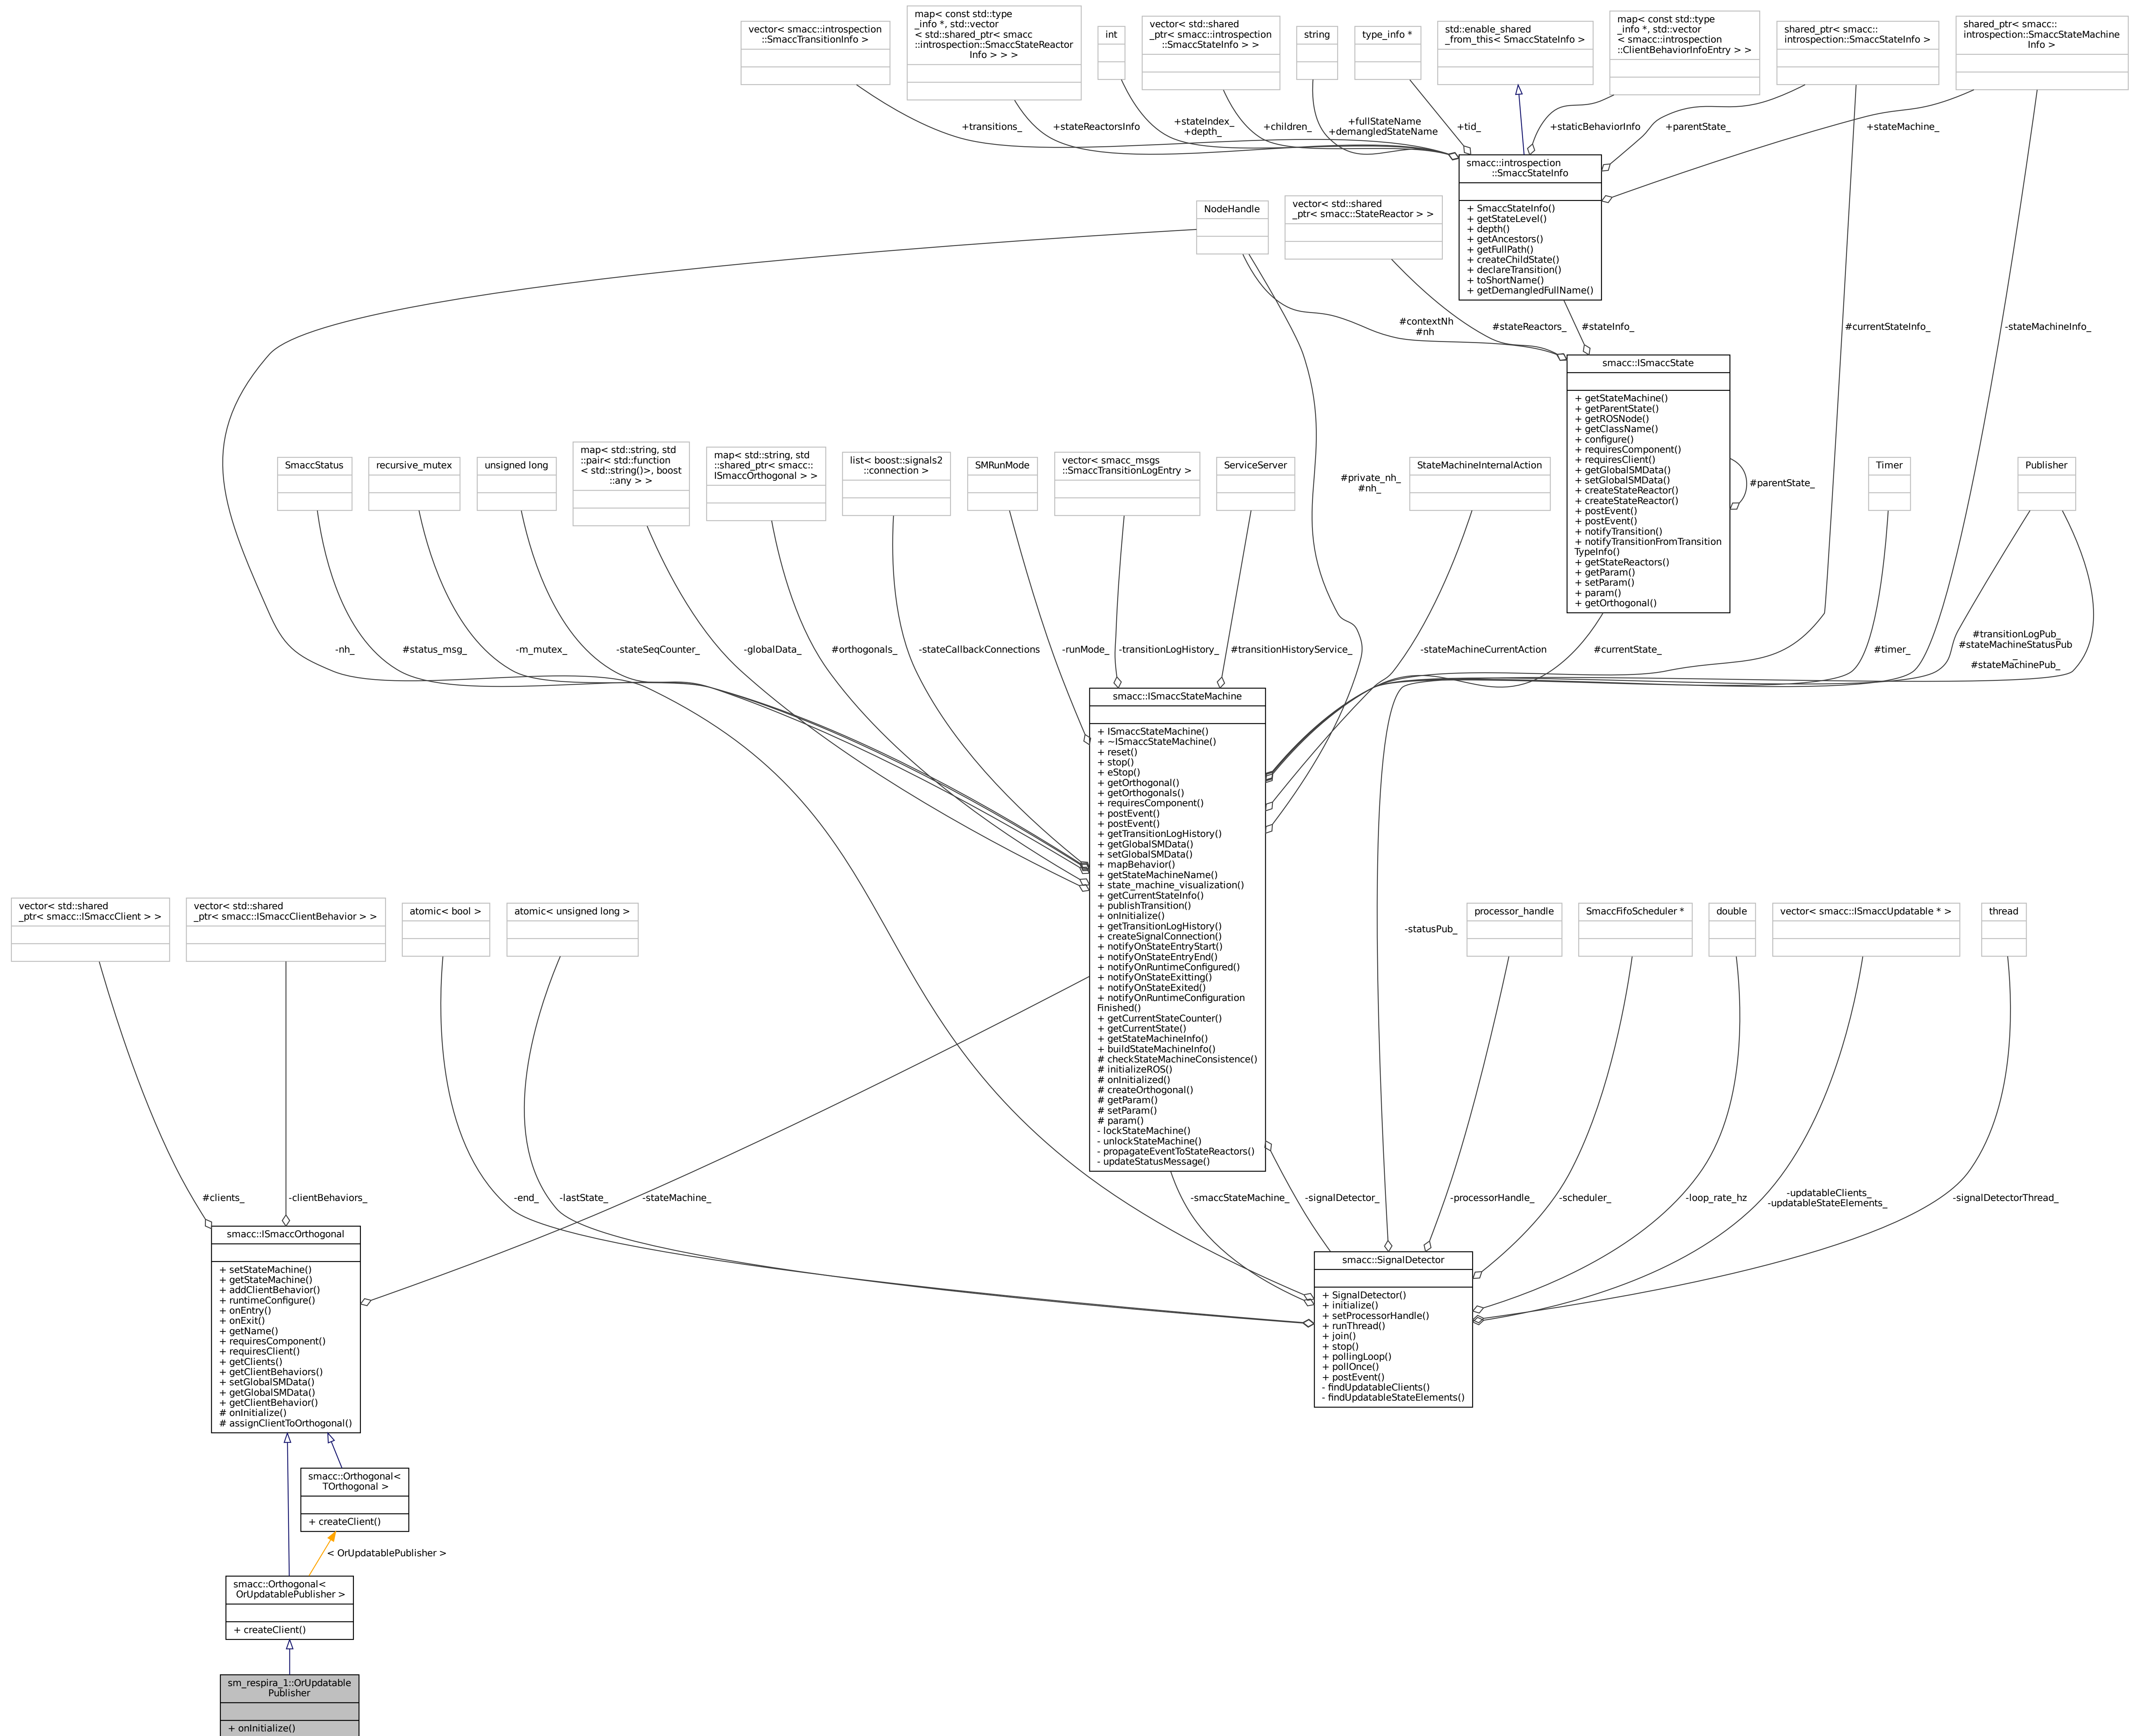 vector< smacc::introspection
::SmaccTransitionInfo >
map< const std::type
_info *, std::vector
< std::shared_ptr< smacc
::introspection::SmaccStateReactor
Info > > >
int
vector< std::shared
_ptr< smacc::introspection
::SmaccStateInfo > >
string
type_info *
std::enable_shared
_from_this< SmaccStateInfo >
map< const std::type
_info *, std::vector
< smacc::introspection
::ClientBehaviorInfoEntry > >
shared_ptr< smacc::
introspection::SmaccStateInfo >
shared_ptr< smacc::
introspection::SmaccStateMachine
Info >
+transitions_
+stateReactorsInfo
+stateIndex_
+depth_
+children_
+fullStateName
+demangledStateName
+tid_
+staticBehaviorInfo
+parentState_
+stateMachine_
smacc::introspection
::SmaccStateInfo
+ SmaccStateInfo()
+ getStateLevel()
+ depth()
+ getAncestors()
+ getFullPath()
+ createChildState()
+ declareTransition()
+ toShortName()
+ getDemangledFullName()
NodeHandle
vector< std::shared
_ptr< smacc::StateReactor > >
#contextNh
#nh
#stateReactors_
#stateInfo_
#currentStateInfo_
-stateMachineInfo_
smacc::ISmaccState
+ getStateMachine()
+ getParentState()
+ getROSNode()
+ getClassName()
+ configure()
+ requiresComponent()
+ requiresClient()
+ getGlobalSMData()
+ setGlobalSMData()
+ createStateReactor()
+ createStateReactor()
+ postEvent()
+ postEvent()
+ notifyTransition()
+ notifyTransitionFromTransition
TypeInfo()
+ getStateReactors()
+ getParam()
+ setParam()
+ param()
+ getOrthogonal()
#parentState_
SmaccStatus
recursive_mutex
unsigned long
map< std::string, std
::pair< std::function
< std::string()>, boost
::any > >
map< std::string, std
::shared_ptr< smacc::
ISmaccOrthogonal > >
list< boost::signals2
::connection >
SMRunMode
vector< smacc_msgs
::SmaccTransitionLogEntry >
ServiceServer
#private_nh_
#nh_
StateMachineInternalAction
Timer
Publisher
-nh_
#status_msg_
-m_mutex_
-stateSeqCounter_
-globalData_
#orthogonals_
-stateCallbackConnections
-runMode_
-transitionLogHistory_
#transitionHistoryService_
-stateMachineCurrentAction
#currentState_
#timer_
#transitionLogPub_
#stateMachineStatusPub
_
#stateMachinePub_
smacc::ISmaccStateMachine
+ ISmaccStateMachine()
+ ~ISmaccStateMachine()
+ reset()
+ stop()
+ eStop()
+ getOrthogonal()
+ getOrthogonals()
+ requiresComponent()
+ postEvent()
+ postEvent()
+ getTransitionLogHistory()
+ getGlobalSMData()
+ setGlobalSMData()
+ mapBehavior()
+ getStateMachineName()
+ state_machine_visualization()
+ getCurrentStateInfo()
+ publishTransition()
+ onInitialize()
+ getTransitionLogHistory()
+ createSignalConnection()
+ notifyOnStateEntryStart()
+ notifyOnStateEntryEnd()
+ notifyOnRuntimeConfigured()
+ notifyOnStateExitting()
+ notifyOnStateExited()
+ notifyOnRuntimeConfiguration
Finished()
+ getCurrentStateCounter()
+ getCurrentState()
+ getStateMachineInfo()
+ buildStateMachineInfo()
# checkStateMachineConsistence()
# initializeROS()
# onInitialized()
# createOrthogonal()
# getParam()
# setParam()
# param()
- lockStateMachine()
- unlockStateMachine()
- propagateEventToStateReactors()
- updateStatusMessage()
vector< std::shared
_ptr< smacc::ISmaccClient > >
vector< std::shared
_ptr< smacc::ISmaccClientBehavior > >
atomic< bool >
atomic< unsigned long >
-statusPub_
processor_handle
SmaccFifoScheduler *
double
vector< smacc::ISmaccUpdatable * >
thread
#clients_
-clientBehaviors_
-end_
-lastState_
-stateMachine_
-smaccStateMachine_
-signalDetector_
-processorHandle_
-scheduler_
-loop_rate_hz
-updatableClients_
-updatableStateElements_
-signalDetectorThread_
smacc::ISmaccOrthogonal
+ setStateMachine()
+ getStateMachine()
+ addClientBehavior()
+ runtimeConfigure()
+ onEntry()
+ onExit()
+ getName()
+ requiresComponent()
+ requiresClient()
+ getClients()
+ getClientBehaviors()
+ setGlobalSMData()
+ getGlobalSMData()
+ getClientBehavior()
# onInitialize()
# assignClientToOrthogonal()
smacc::SignalDetector
+ SignalDetector()
+ initialize()
+ setProcessorHandle()
+ runThread()
+ join()
+ stop()
+ pollingLoop()
+ pollOnce()
+ postEvent()
- findUpdatableClients()
- findUpdatableStateElements()
smacc::Orthogonal<
TOrthogonal >
+ createClient()
< OrUpdatablePublisher >
smacc::Orthogonal<
OrUpdatablePublisher >
+ createClient()
sm_respira_1::OrUpdatable
Publisher
+ onInitialize()